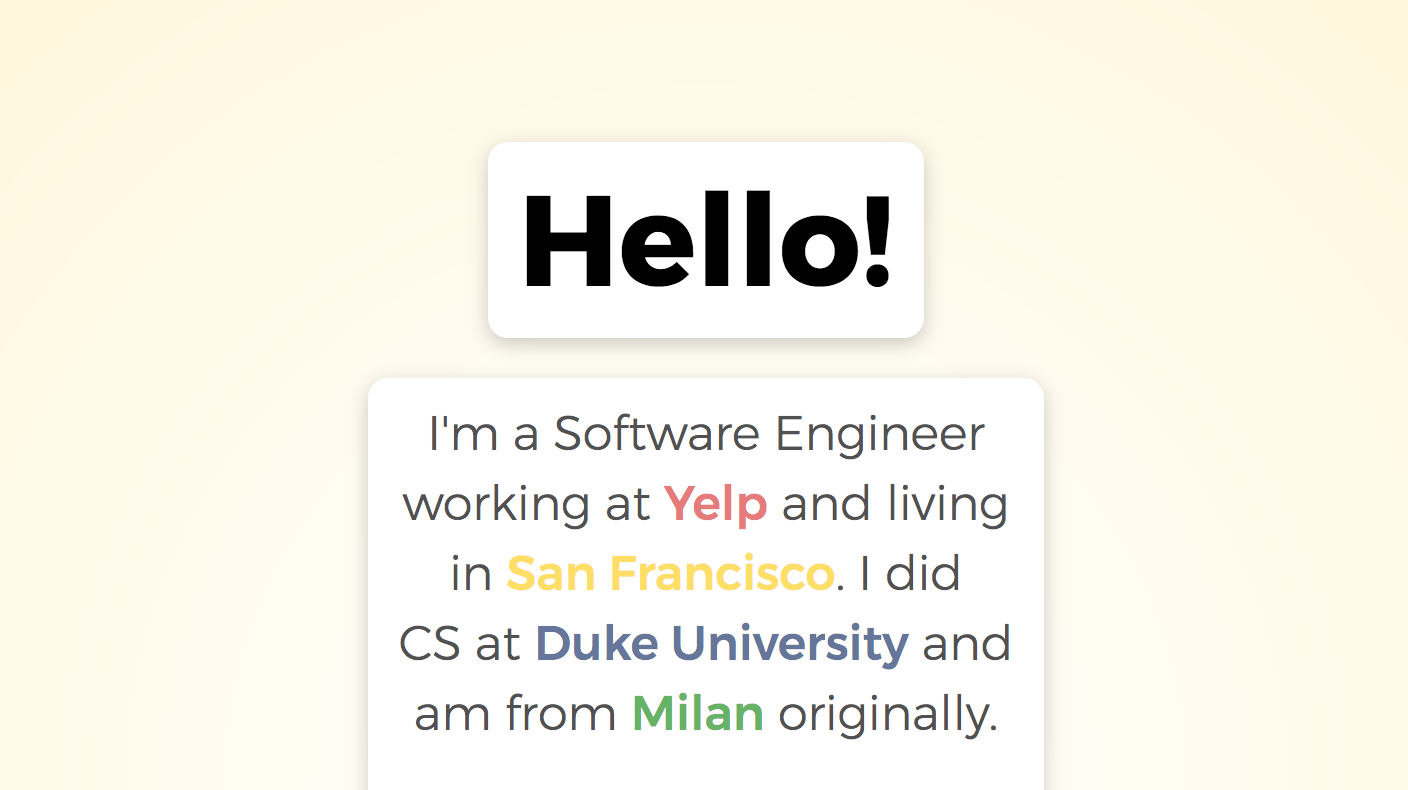 Hello!
I'm a Software Engineer
working at Yelp and living
in San Francisco. I did
CS at Duke University and
am from Milan originally.